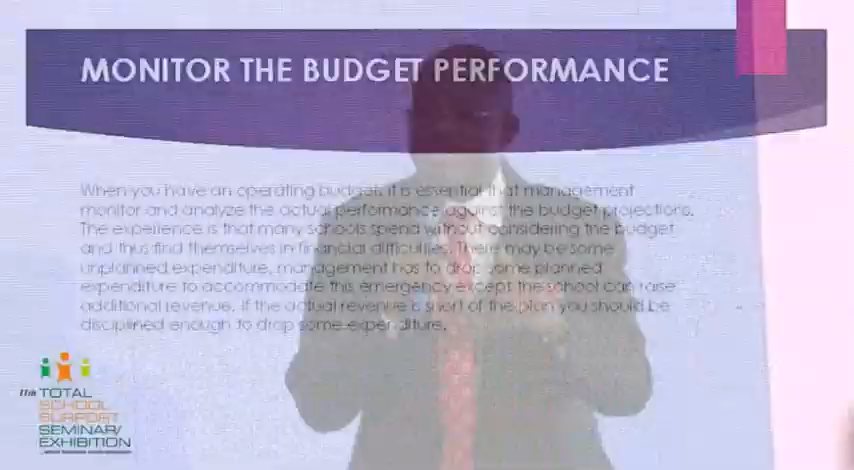 MONITOR THE BUDGET PERFORMANCE
When you have an operating budget, it is essential that management
monitor and analyze the actual performance against the budget projections.
The experience is that many schools spend without considering the budget
and thus find themselves in financial difficulties. There may be some
unplanned expenditure, management has to drop some planned
expenditure to accommodate this emergency except the school can raise
additional revenue. If the actual revenue is short of the plan you should be
disciplined enough to drop some expenditure.
11th TOTAL
SCHOOL
SUPPORT
SEMINAR/
EXHIBITION